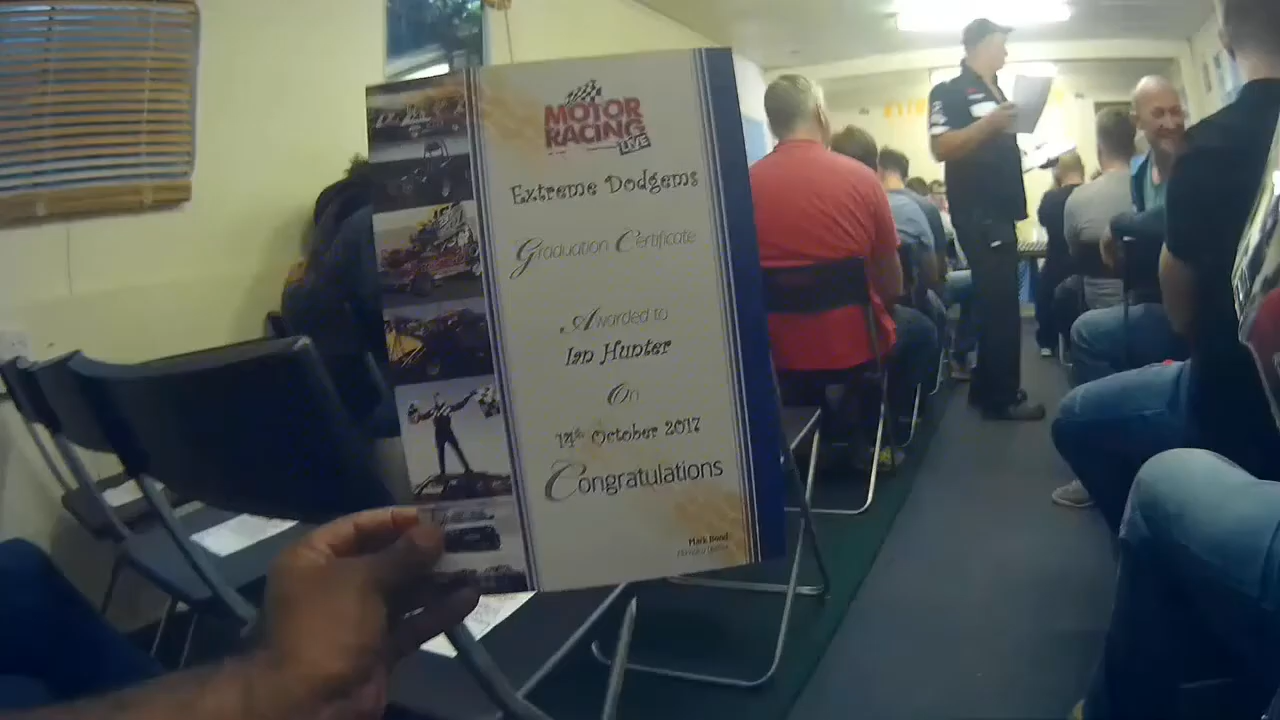 MOTOR
RACING
LIVE
Extreme Dodgems
Graduation Certificate
Awarded to
Ian Hunter
On
14th October 2017
Congratulations
Mark Bond